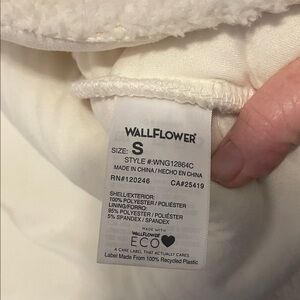 WALLFLOWER
SIZE: S
STYLE #:WNG12864C
MADE IN CHINA / HECHO EN CHINA
RN#120246 CA#25419
SHELL/EXTERIOR:
100% POLYESTER / POLIÉSTER
LINING/FORRO:
95% POLYESTER / POLIÉSTER
5% SPANDEX / SPANDEX
MADE WITH
WALLFLOWER
ECO
A CARE LABEL THAT ACTUALLY CARES
Label Made From 100% Recycled Plastic